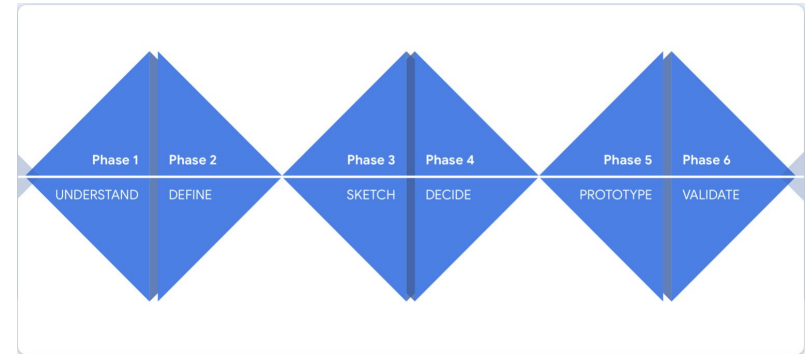 Phase 1 Phase 2 Phase 3 Phase 4 Phase 5 Phase 6
UNDERSTAND DEFINE SKETCH DECIDE PROTOTYPE VALIDATE